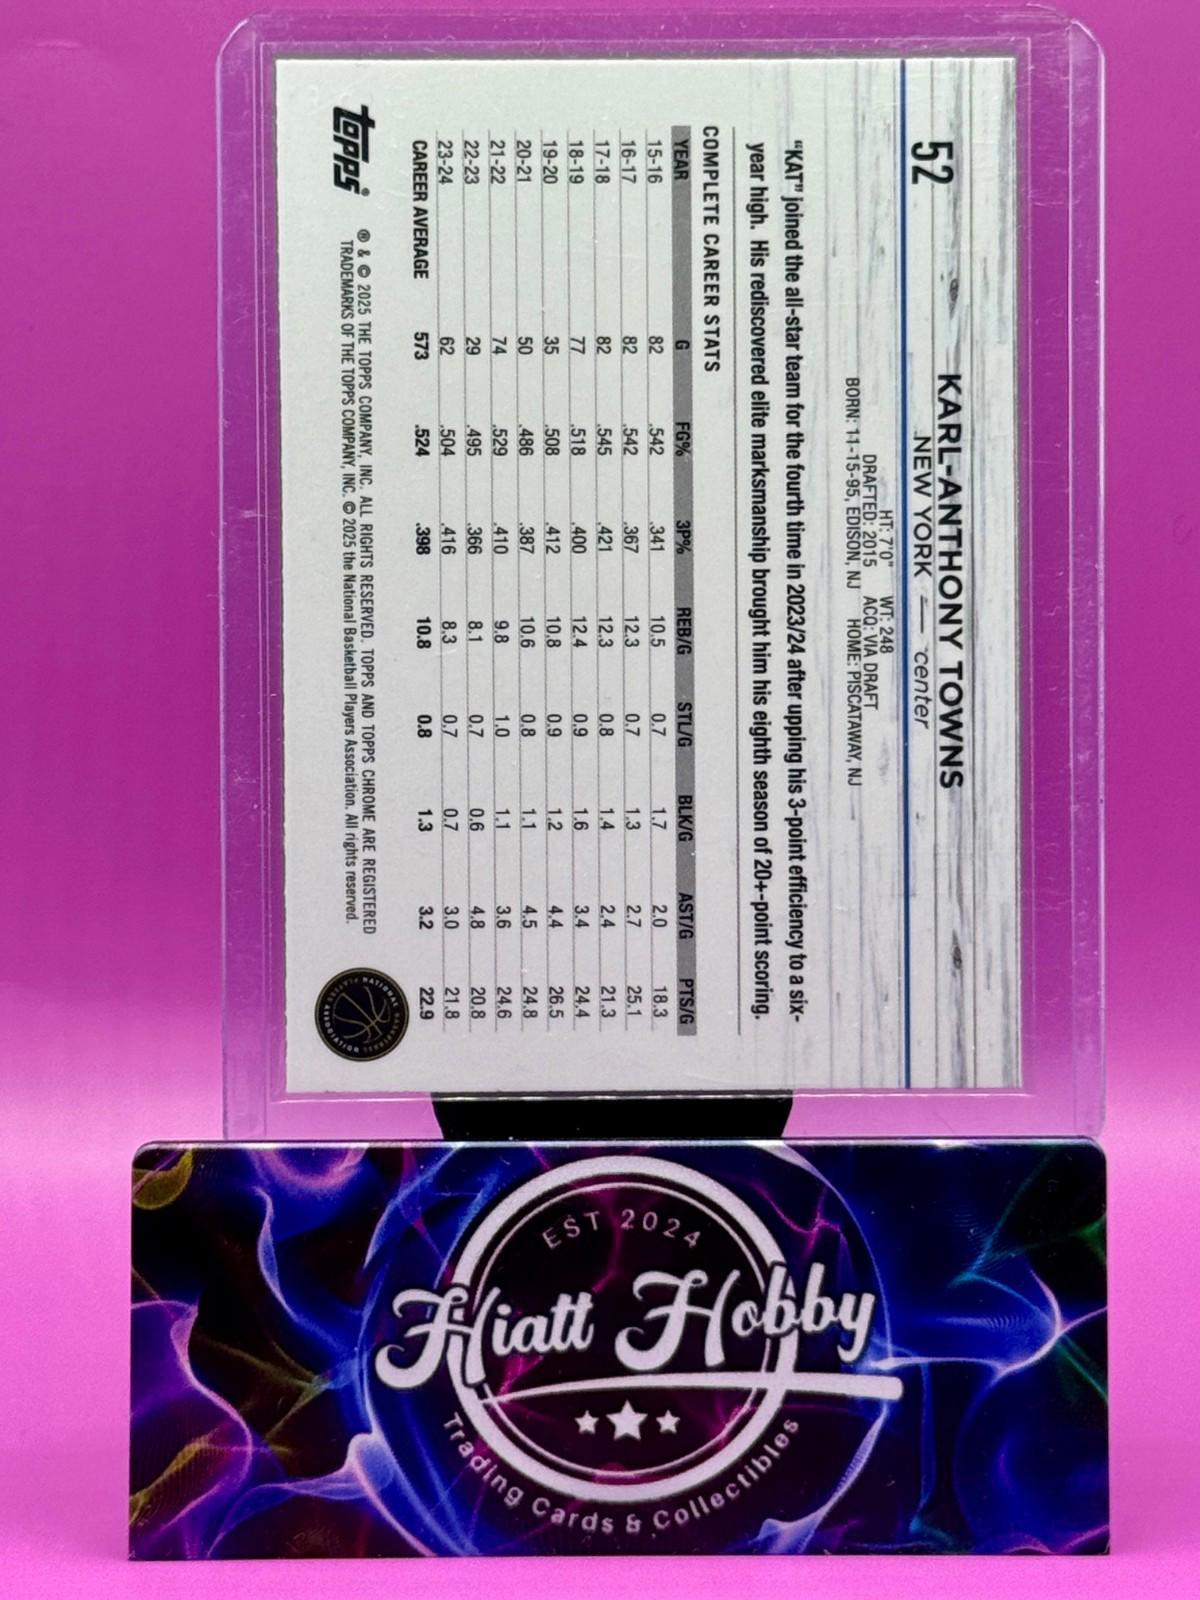 52
KARL-ANTHONY TOWNS
NEW YORK — center
HT: 7'0" WT: 248
DRAFTED: 2015 ACQ: VIA DRAFT
BORN: 11-15-95, EDISON, NJ HOME: PISCATAWAY, NJ
"KAT" joined the all-star team for the fourth time in 2023/24 after upping his 3-point efficiency to a six-
year high. His rediscovered elite marksmanship brought him his eighth season of 20+-point scoring.
COMPLETE CAREER STATS
YEAR G FG% 3P% REB/G STL/G BLK/G AST/G PTS/G
15-16 82 .542 .341 10.5 0.7 1.7 2.0 18.3
16-17 82 .542 .367 12.3 0.7 1.3 2.7 25.1
17-18 82 .545 .421 12.3 0.8 1.4 2.4 21.3
18-19 77 .518 .400 12.4 0.9 1.6 3.4 24.4
19-20 35 .508 .412 10.8 0.9 1.2 4.4 26.5
20-21 50 .486 .387 10.6 0.8 1.1 4.5 24.8
21-22 74 .529 .410 9.8 1.0 1.1 3.6 24.6
22-23 29 .495 .366 8.1 0.7 0.6 4.8 20.8
23-24 62 .504 .416 8.3 0.7 0.7 3.0 21.8
CAREER AVERAGE 573 .524 .398 10.8 0.8 1.3 3.2 22.9
topps®
® & © 2025 THE TOPPS COMPANY, INC. ALL RIGHTS RESERVED. TOPPS AND TOPPS CHROME ARE REGISTERED
TRADEMARKS OF THE TOPPS COMPANY, INC. © 2025 the National Basketball Players Association. All rights reserved.
NATIONAL BASKETBALL
PLAYERS ASSOCIATION
EST 2024
Hiatt Hobby
Trading Cards & Collectibles